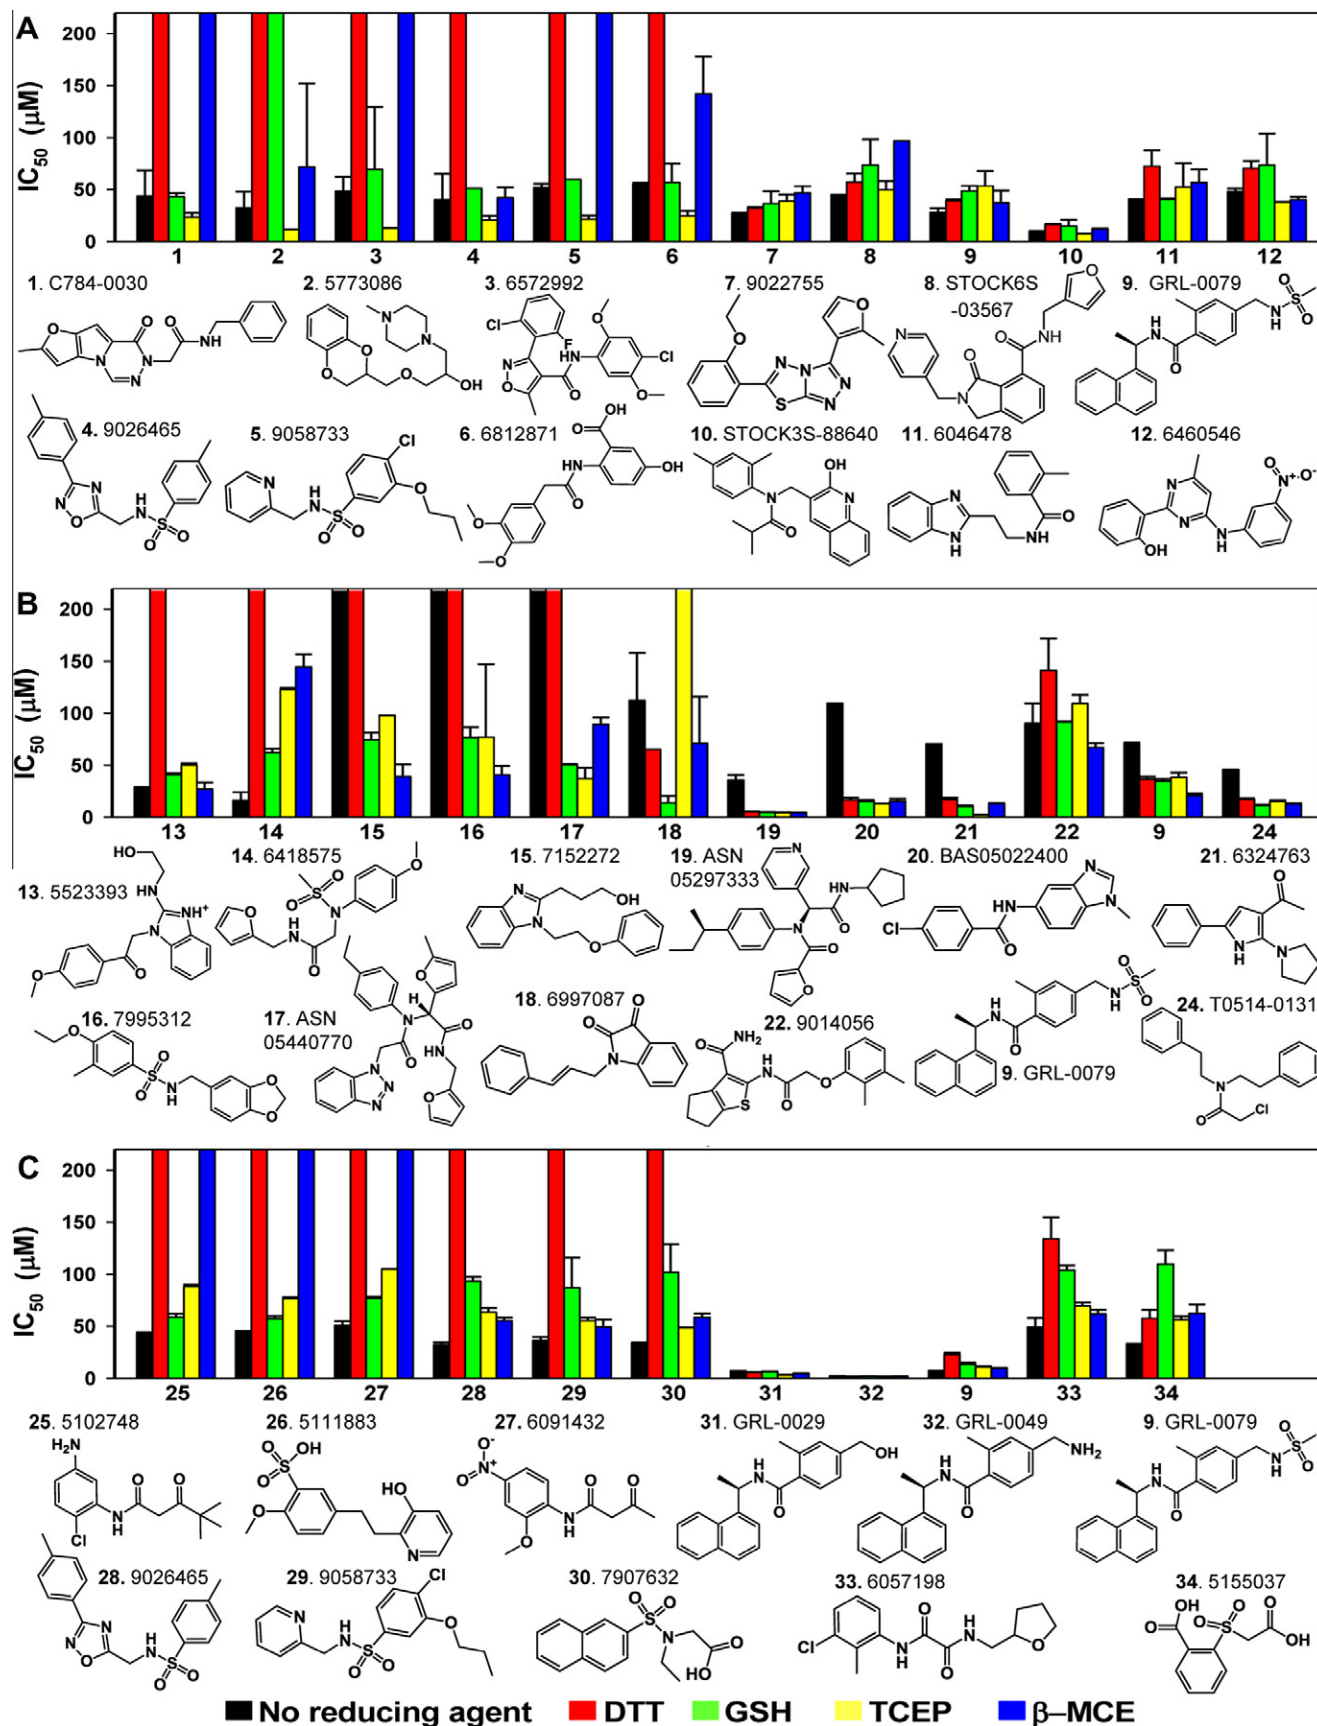 A
200
150
100
50
0
IC50 (μM)
1 2 3 4 5 6 7 8 9 10 11 12
1. C784-0030
2. 5773086
3. 6572992
7. 9022755
8. STOCK6S
-03567
9. GRL-0079
4. 9026465
5. 9058733
6. 6812871
10. STOCK3S-88640
11. 6046478
12. 6460546
B
200
150
100
50
0
IC50 (μM)
13 14 15 16 17 18 19 20 21 22 9 24
13. 5523393
14. 6418575
15. 7152272
19. ASN
05297333
20. BAS05022400
21. 6324763
16. 7995312
17. ASN
05440770
18. 6997087
22. 9014056
9. GRL-0079
24. T0514-0131
C
200
150
100
50
0
IC50 (μM)
25 26 27 28 29 30 31 32 9 33 34
25. 5102748
26. 5111883
27. 6091432
31. GRL-0029
32. GRL-0049
9. GRL-0079
28. 9026465
29. 9058733
30. 7907632
33. 6057198
34. 5155037
No reducing agent DTT GSH TCEP β–MCE